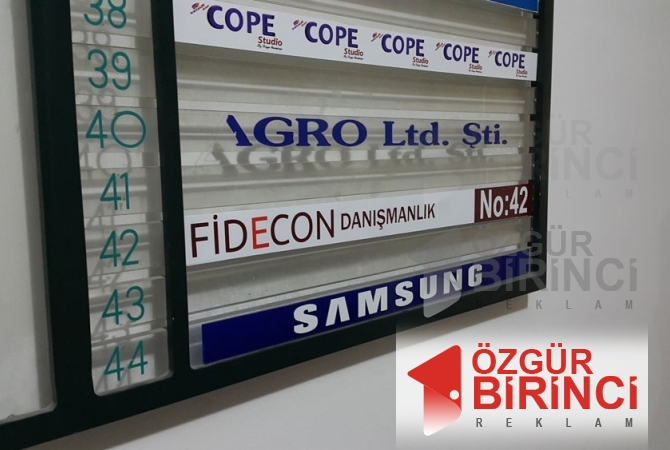 38
COPE Studio COPE Studio COPE Studio COPE Studio COPE Studio
39
40
AGRO Ltd. Şti.
41
FİDECON DANIŞMANLIK No:42
42
43
SAMSUNG
44
ÖZGÜR
BİRİNCİ
REKLAM
ÖZGÜR
BİRİNCİ
REKLAM
ÖZGÜR
BİRİNCİ
REKLAM